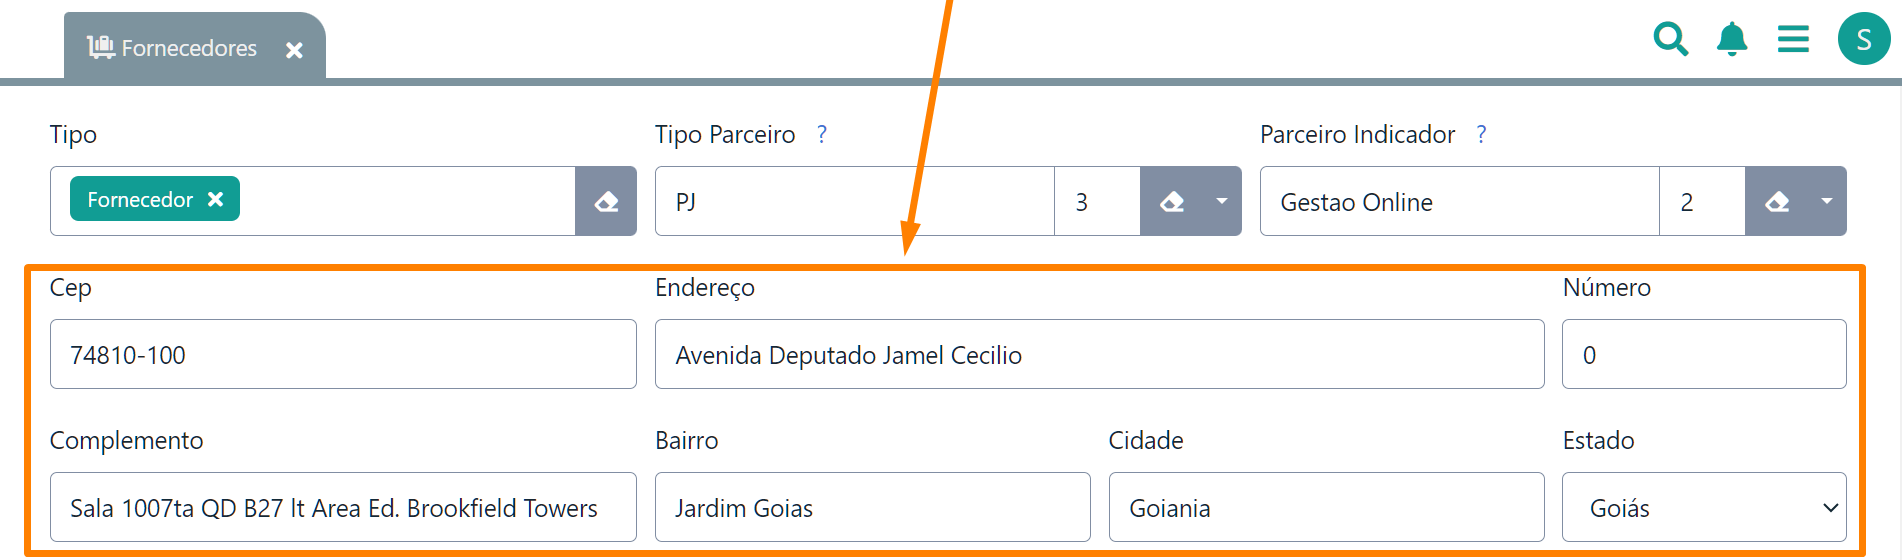 Fornecedores
S
Tipo
Tipo Parceiro ?
Parceiro Indicador ?
Fornecedor
PJ
3
Gestao Online
2
Cep
Endereço
Número
74810-100
Avenida Deputado Jamel Cecilio
0
Complemento
Bairro
Cidade
Estado
Sala 1007ta QD B27 lt Area Ed. Brookfield Towers
Jardim Goias
Goiania
Goiás